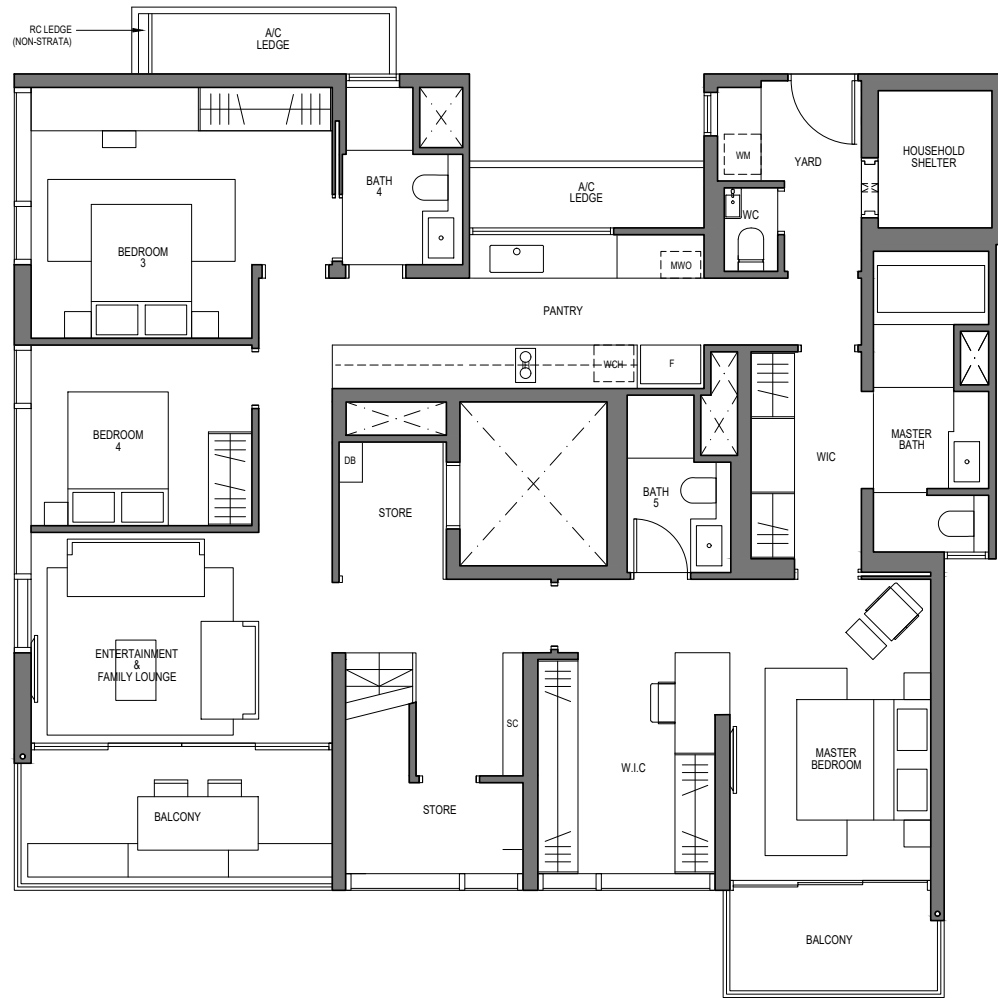 RC LEDGE
(NON-STRATA)
A/C
LEDGE
BATH
4
BEDROOM
3
A/C
LEDGE
WM
YARD
WC
HOUSEHOLD
SHELTER
MWO
PANTRY
WCH
F
BEDROOM
4
DB
STORE
BATH
5
WIC
MASTER
BATH
ENTERTAINMENT
&
FAMILY LOUNGE
SC
STORE
W.I.C
MASTER
BEDROOM
BALCONY
BALCONY